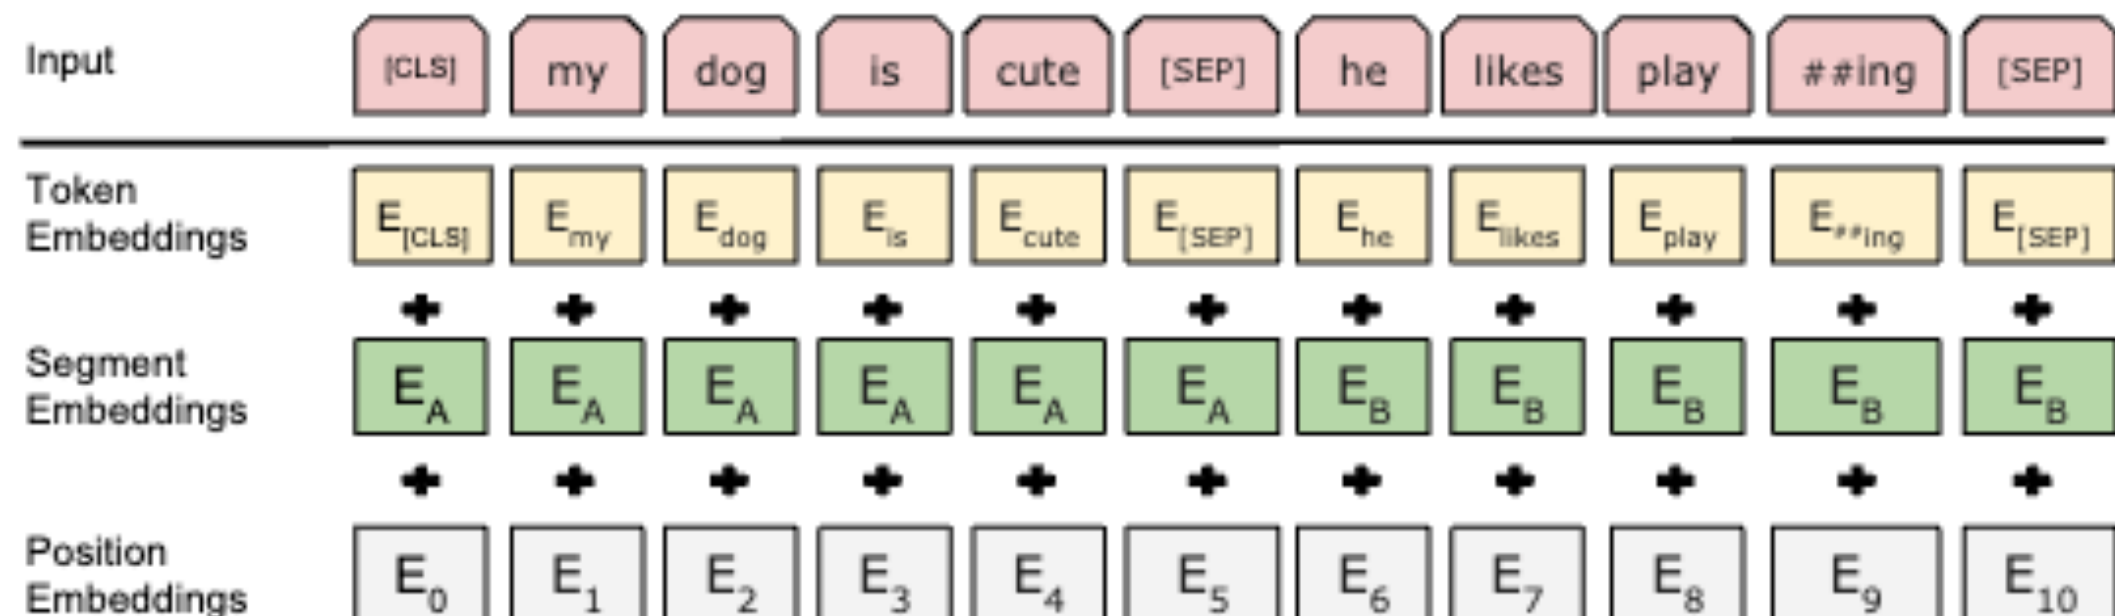 Input [CLS] my dog is cute [SEP] he likes play ##ing [SEP]
Token Embeddings E[CLS] Emy Edog Eis Ecute E[SEP] Ehe Elikes Eplay E##ing E[SEP]
+ + + + + + + + + + +
Segment Embeddings EA EA EA EA EA EA EB EB EB EB EB
+ + + + + + + + + + +
Position Embeddings E0 E1 E2 E3 E4 E5 E6 E7 E8 E9 E10